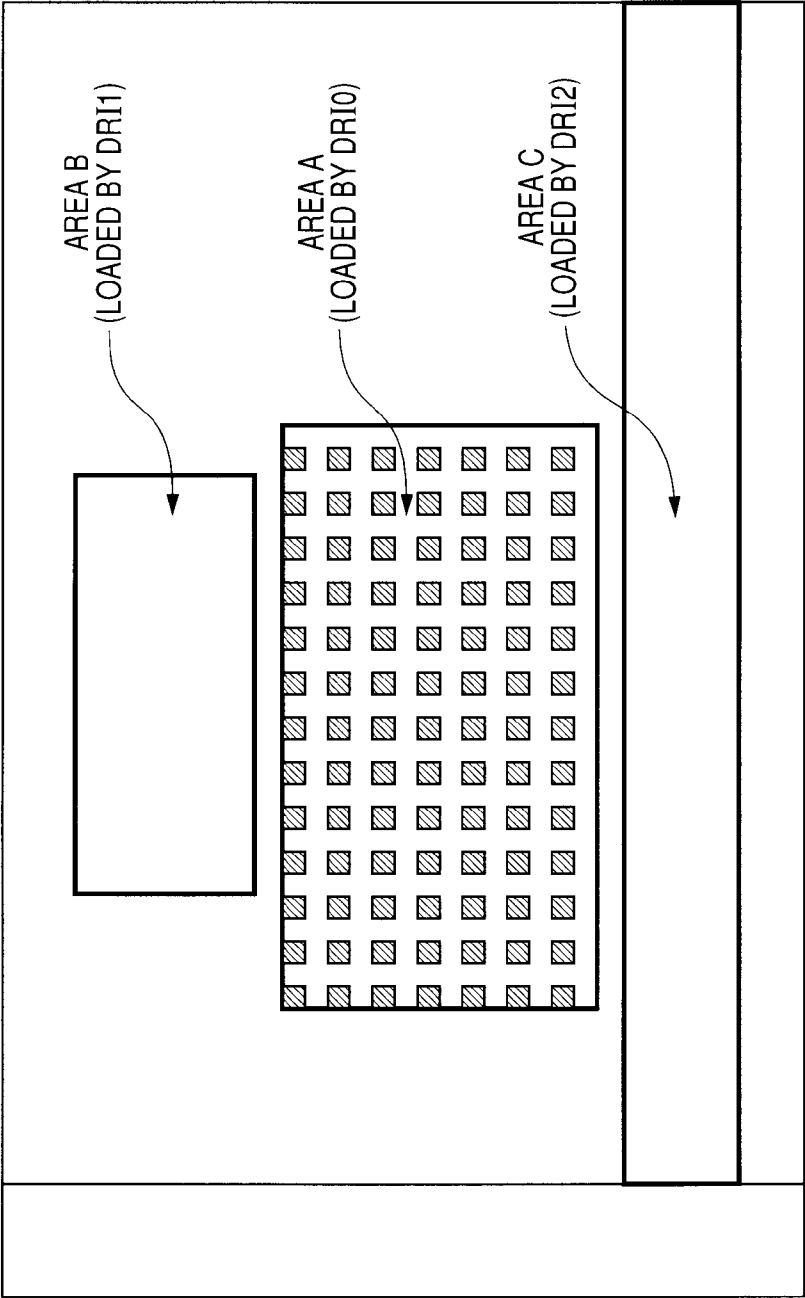 AREA B
(LOADED BY DRI1)
AREA A
(LOADED BY DRI0)
AREA C
(LOADED BY DRI2)